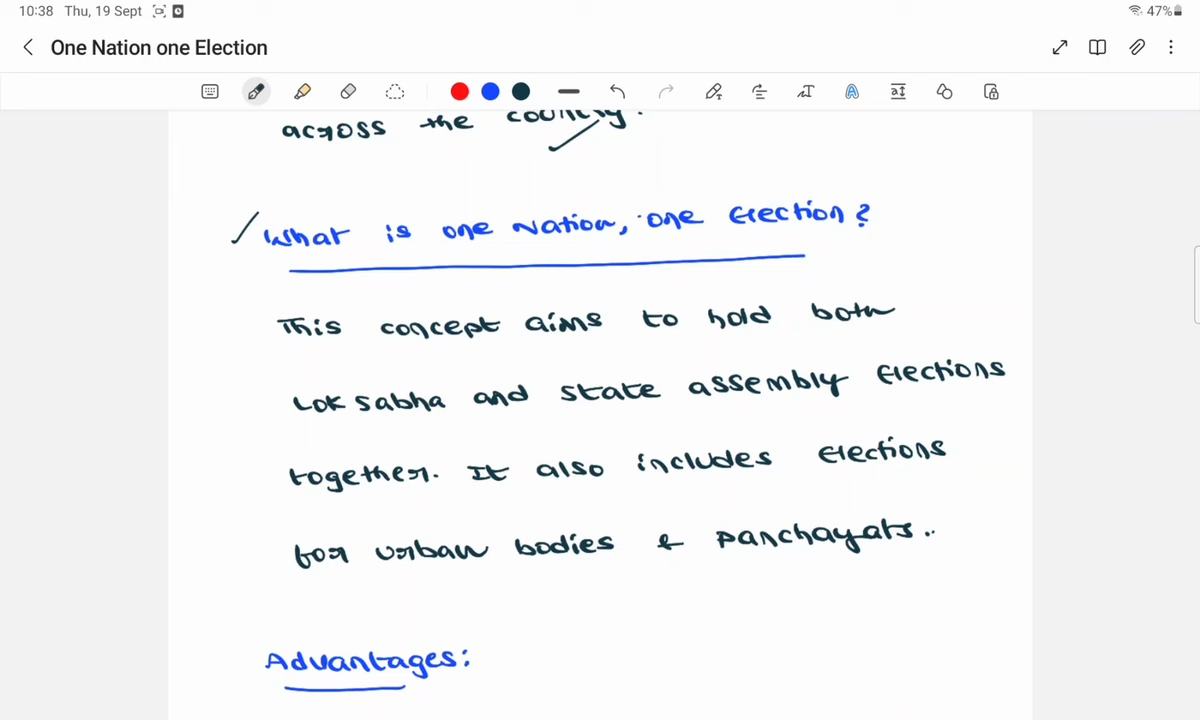 10:38 Thu, 19 Sept
47%
One Nation one Election
across the country.
What is one Nation, one Election?
This concept aims to hold both
Lok sabha and state assembly Elections
together. It also includes Elections
for urban bodies & panchayats..
Advantages: